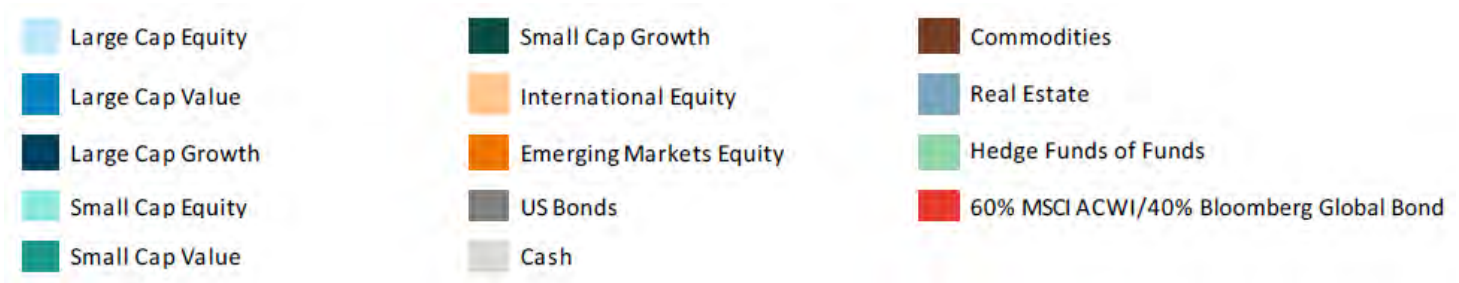 Large Cap Equity
Large Cap Value
Large Cap Growth
Small Cap Equity
Small Cap Value
Small Cap Growth
International Equity
Emerging Markets Equity
US Bonds
Cash
Commodities
Real Estate
Hedge Funds of Funds
60% MSCI ACWI/40% Bloomberg Global Bond